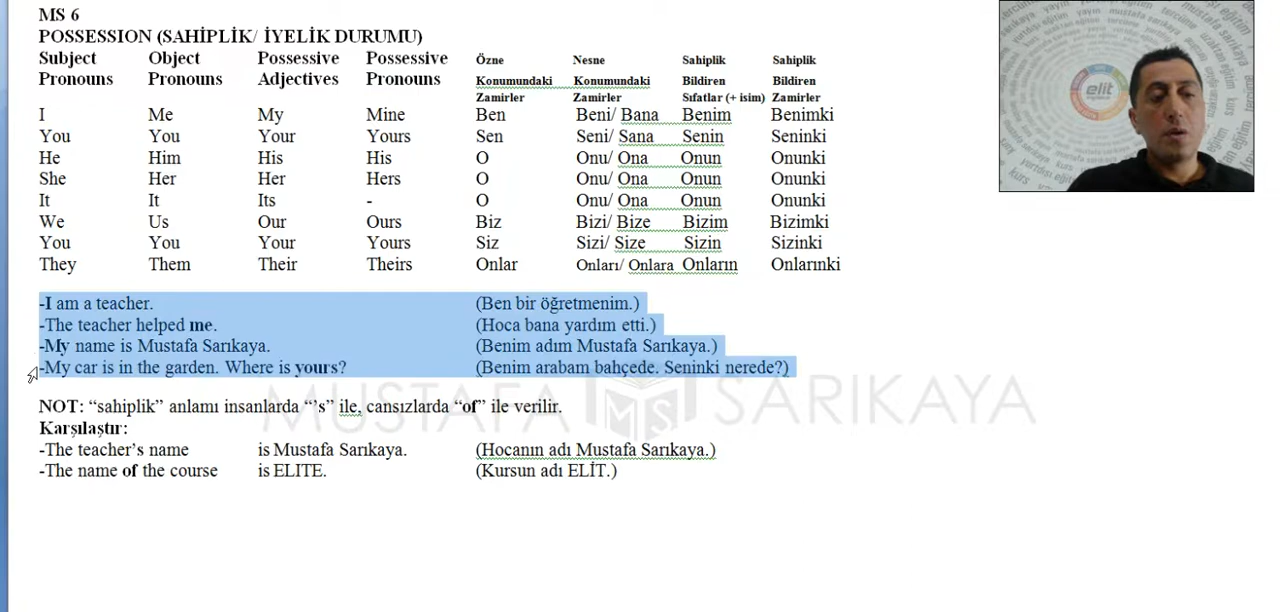 MS 6
POSSESSION (SAHİPLİK/ İYELİK DURUMU)
Subject Object Possessive Possessive Özne Nesne Sahiplik Sahiplik
Pronouns Pronouns Adjectives Pronouns Konumundaki Konumundaki Bildiren Bildiren
Zamirler Zamirler Sıfatlar (+ isim) Zamirler
I Me My Mine Ben Beni/ Bana Benim Benimki
You You Your Yours Sen Seni/ Sana Senin Seninki
He Him His His O Onu/ Ona Onun Onunki
She Her Her Hers O Onu/ Ona Onun Onunki
It It Its - O Onu/ Ona Onun Onunki
We Us Our Ours Biz Bizi/ Bize Bizim Bizimki
You You Your Yours Siz Sizi/ Size Sizin Sizinki
They Them Their Theirs Onlar Onları/ Onlara Onların Onlarınki
-I am a teacher. (Ben bir öğretmenim.)
-The teacher helped me. (Hoca bana yardım etti.)
-My name is Mustafa Sarıkaya. (Benim adım Mustafa Sarıkaya.)
-My car is in the garden. Where is yours? (Benim arabam bahçede. Seninki nerede?)
MUSTAFA MS SARIKAYA
NOT: “sahiplik” anlamı insanlarda “’s” ile, cansızlarda “of” ile verilir.
Karşılaştır:
-The teacher’s name is Mustafa Sarıkaya. (Hocanın adı Mustafa Sarıkaya.)
-The name of the course is ELITE. (Kursun adı ELİT.)
elit